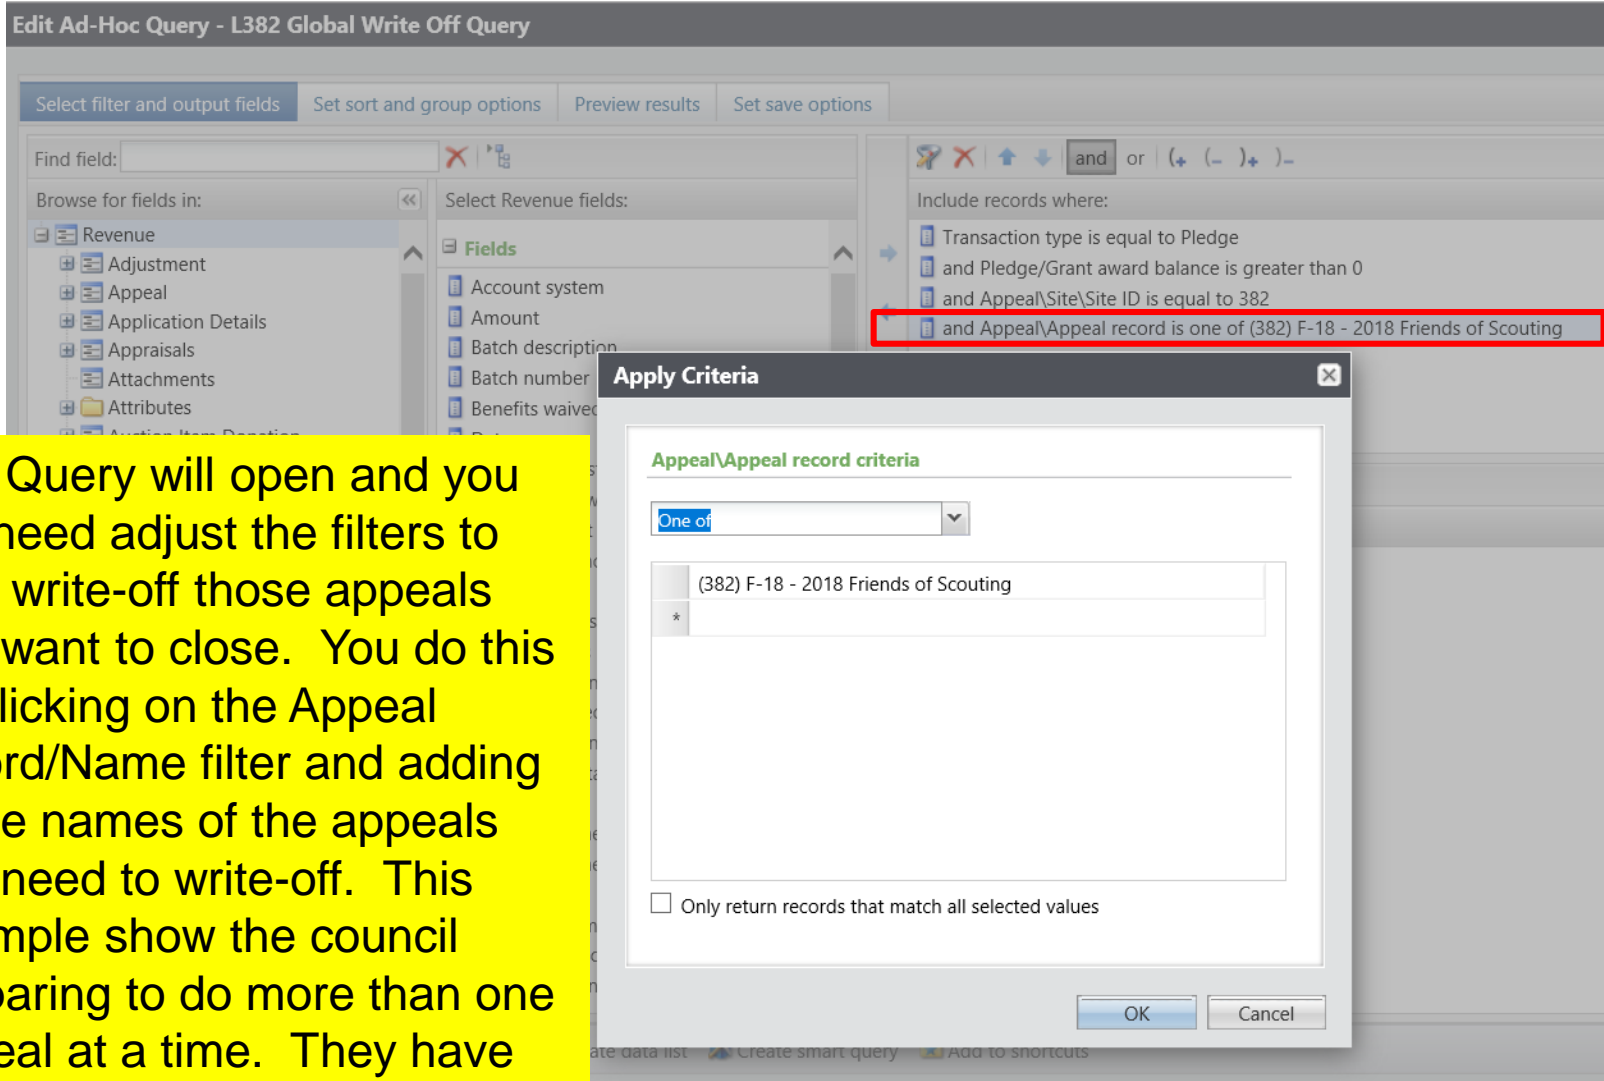 Edit Ad-Hoc Query - L382 Global Write Off Query
Select filter and output fields
Set sort and group options
Preview results
Set save options
Find field:
and or (+ (- )+ )-
Browse for fields in:
Select Revenue fields:
Include records where:
Revenue
Adjustment
Appeal
Application Details
Appraisals
Attachments
Attributes
Fields
Account system
Amount
Batch description
Batch number
Benefits waived
Transaction type is equal to Pledge
and Pledge/Grant award balance is greater than 0
and Appeal\Site\Site ID is equal to 382
and Appeal\Appeal record is one of (382) F-18 - 2018 Friends of Scouting
Apply Criteria
Appeal\Appeal record criteria
One of
(382) F-18 - 2018 Friends of Scouting
*
Only return records that match all selected values
OK
Cancel
Query will open and you
need adjust the filters to
write-off those appeals
want to close. You do this
licking on the Appeal
ord/Name filter and adding
e names of the appeals
need to write-off. This
mple show the council
paring to do more than one
eal at a time. They have
ate data list
Create smart query
Add to shortcuts